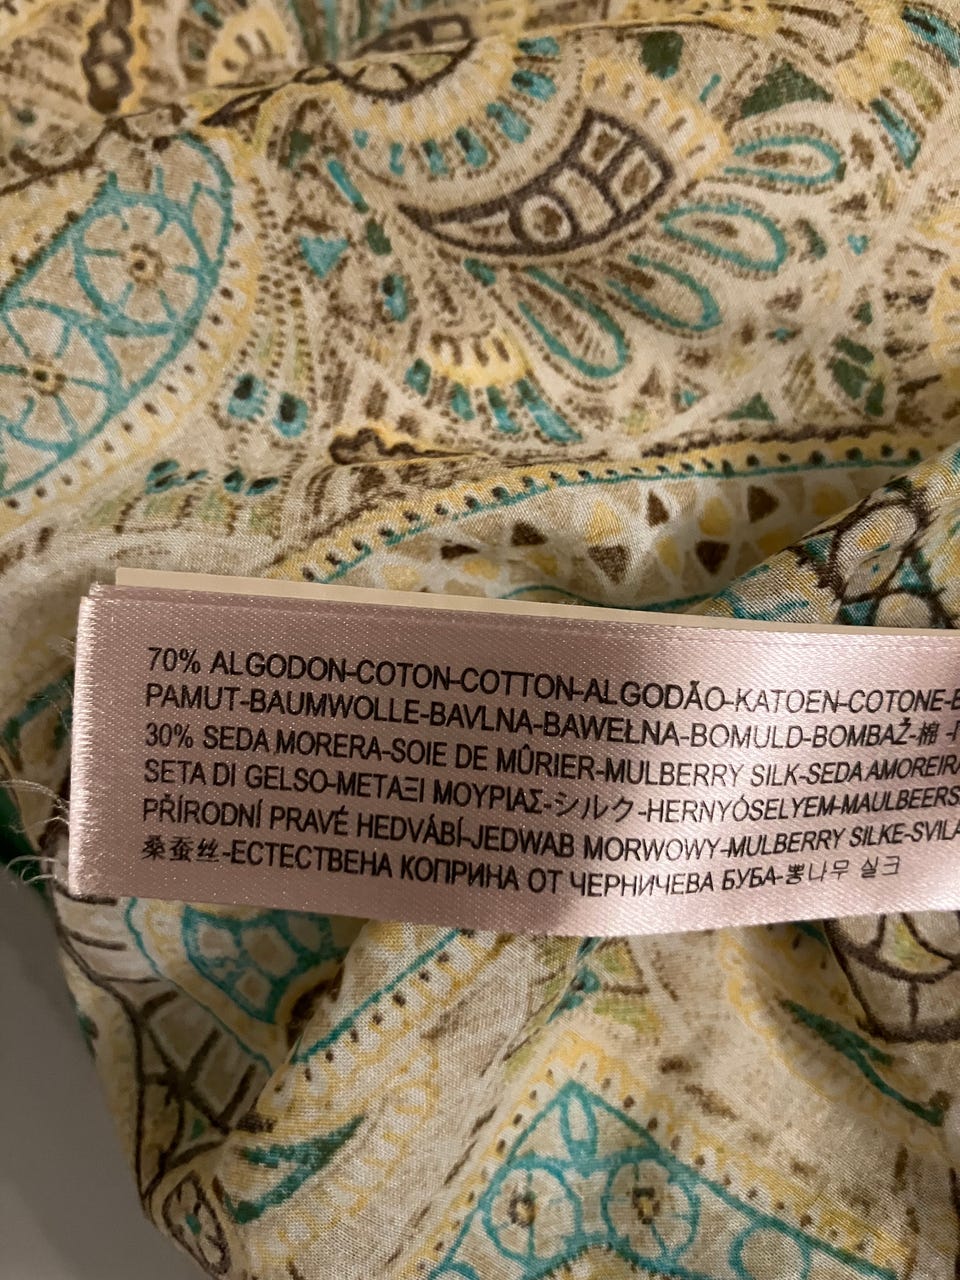 70% ALGODON-COTON-COTTON-ALGODÃO-KATOEN-COTONE-
PAMUT-BAUMWOLLE-BAVLNA-BAWEŁNA-BOMULD-BOMBAŽ-棉-
30% SEDA MORERA-SOIE DE MÛRIER-MULBERRY SILK-SEDA AMOREIRA
SETA DI GELSO-ΜΕΤΑΞΙ ΜΟΥΡΙΑΣ-シルク-HERNYÓSELYEM-MAULBEERS
PŘÍRODNÍ PRAVÉ HEDVÁBÍ-JEDWAB MORWOWY-MULBERRY SILKE-SVILA
桑蚕丝-ЕСТЕСТВЕНА КОПРИНА ОТ ЧЕРНИЧЕВА БУБА-뽕나무 실크